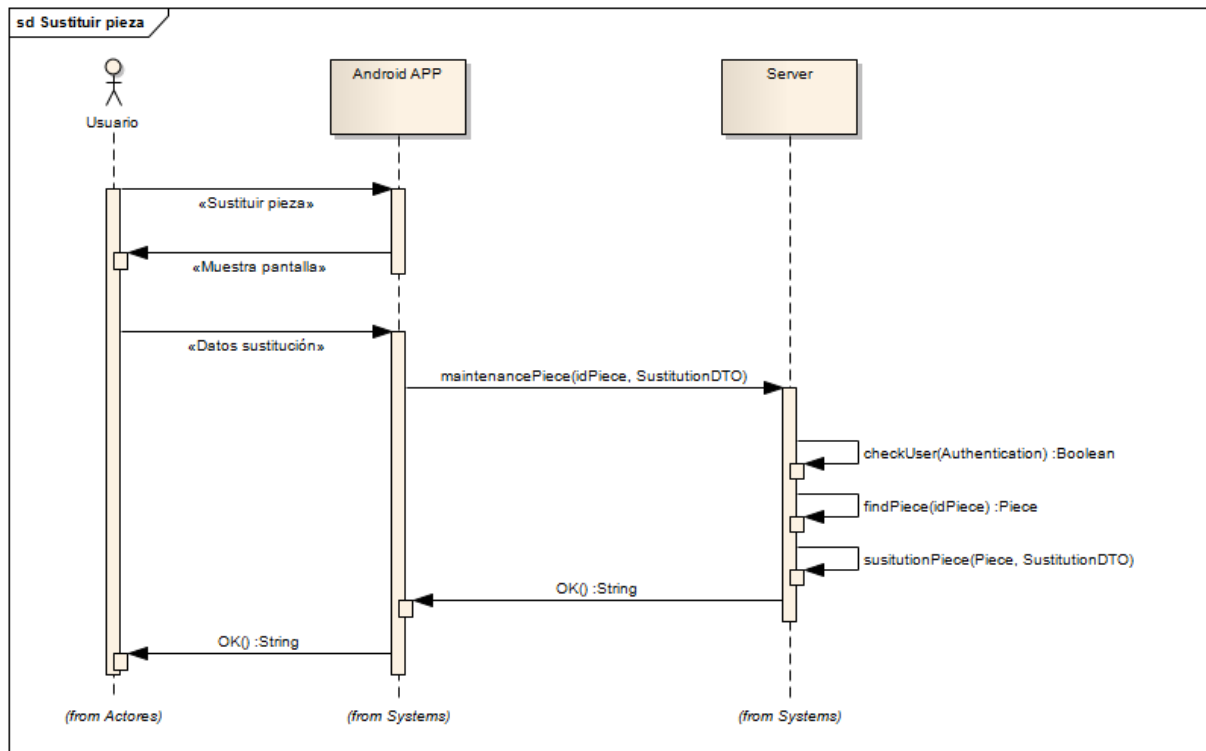 sd Sustituir pieza
Usuario
Android APP
Server
«Sustituir pieza»
«Muestra pantalla»
«Datos sustitución»
maintenancePiece(idPiece, SustitutionDTO)
checkUser(Authentication) :Boolean
findPiece(idPiece) :Piece
susitutionPiece(Piece, SustitutionDTO)
OK() :String
OK() :String
(from Actores)
(from Systems)
(from Systems)